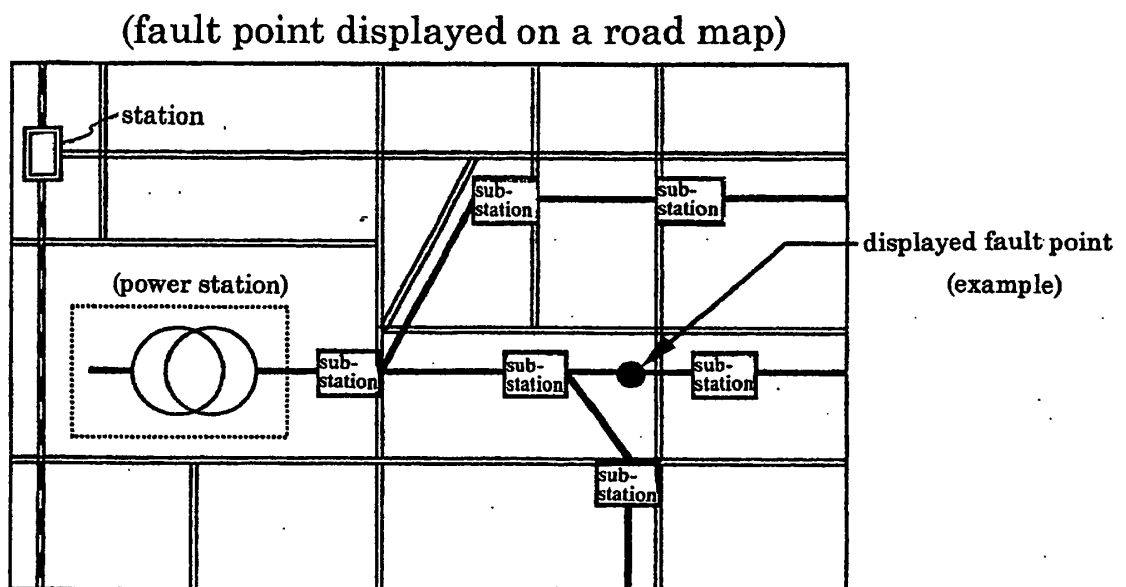 (fault point displayed on a road map)
station
sub-
station
sub-
station
displayed fault point
(example)
(power station)
sub-
station
sub-
station
sub-
station
sub-
station